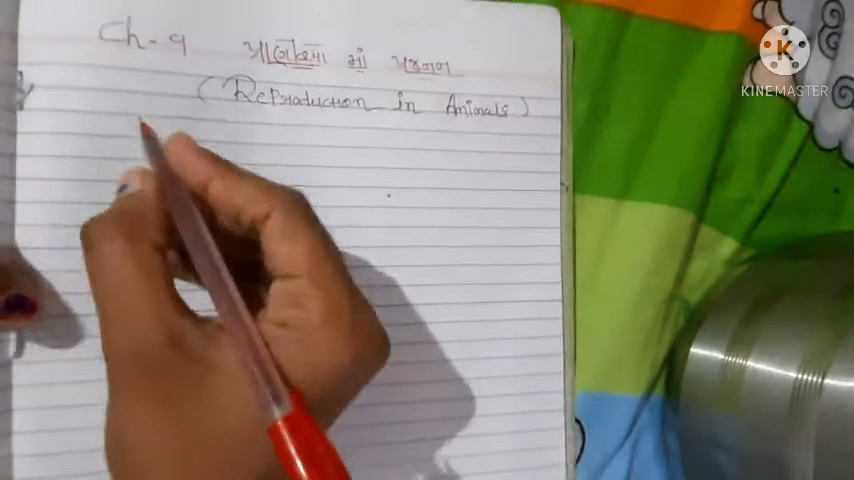 Ch-9 પ્રાણીઓ માં પ્રજનન
(Reproduction in Animals)
KINEMASTER